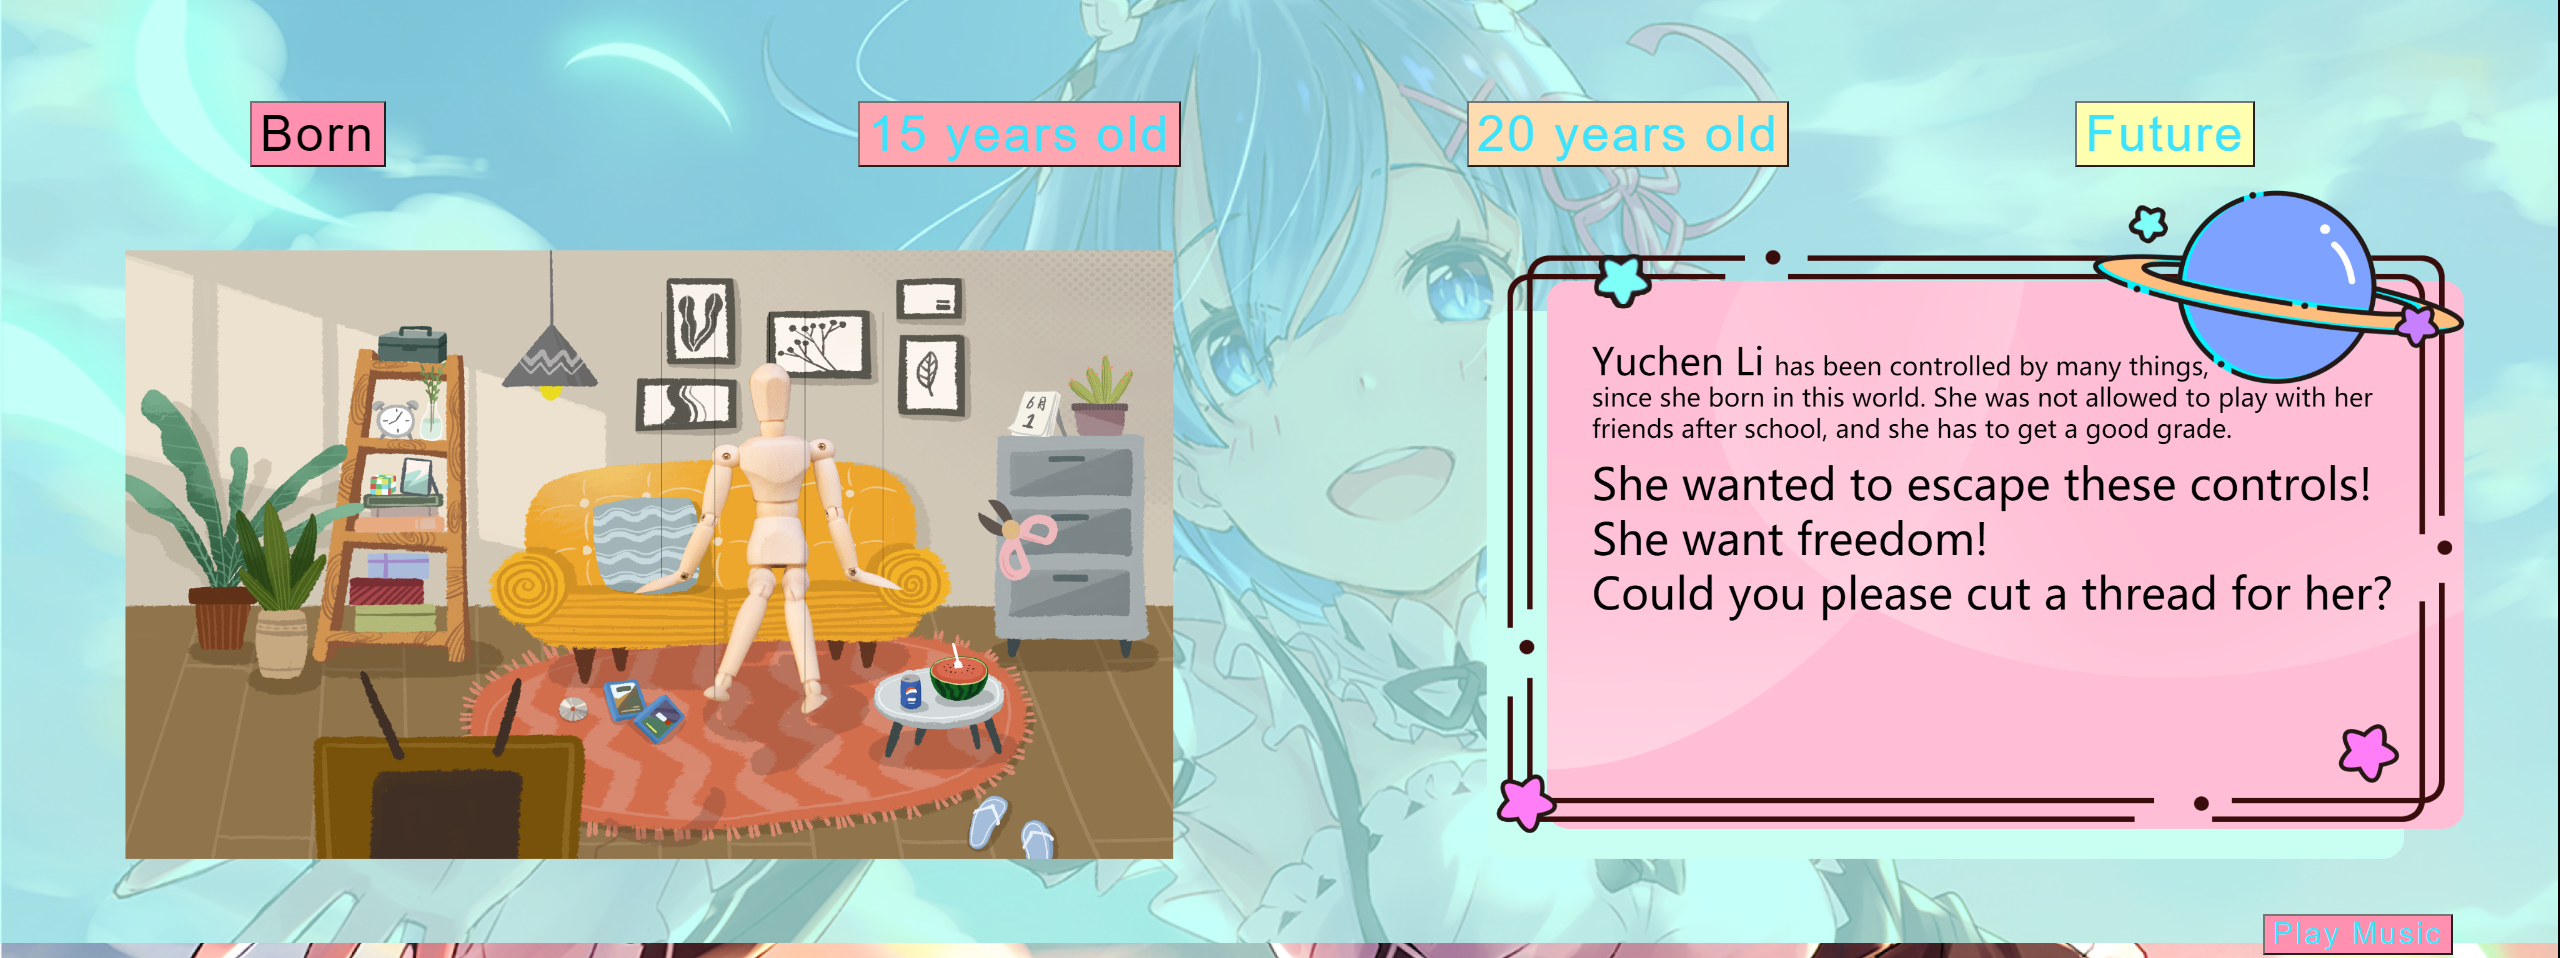 Born
15 years old
20 years old
Future
6月
1
Yuchen Li has been controlled by many things,
since she born in this world. She was not allowed to play with her
friends after school, and she has to get a good grade.
She wanted to escape these controls!
She want freedom!
Could you please cut a thread for her?
Play Music